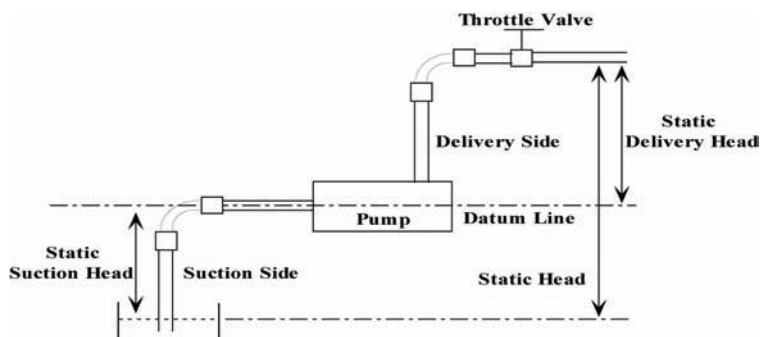 Throttle Valve
Static
Delivery Head
Delivery Side
Pump
Datum Line
Static
Suction Head
Suction Side
Static Head